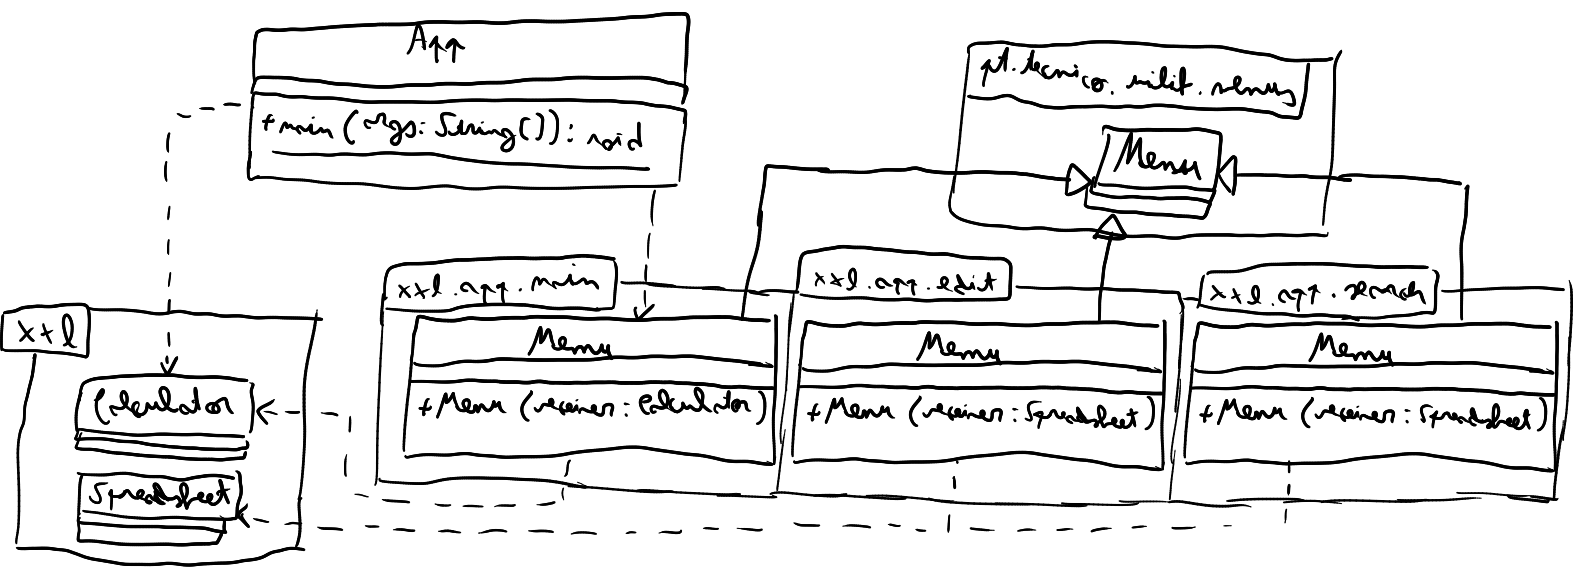 App
+ main (args: String[]): void
pt.tecnico.uilib.menus
Menu
xxl.app.main
Menu
+ Menu (receiver: Calculator)
xxl.app.edit
Menu
+ Menu (receiver: Spreadsheet)
xxl.app.search
Menu
+ Menu (receiver: Spreadsheet)
xxl
Calculator
Spreadsheet